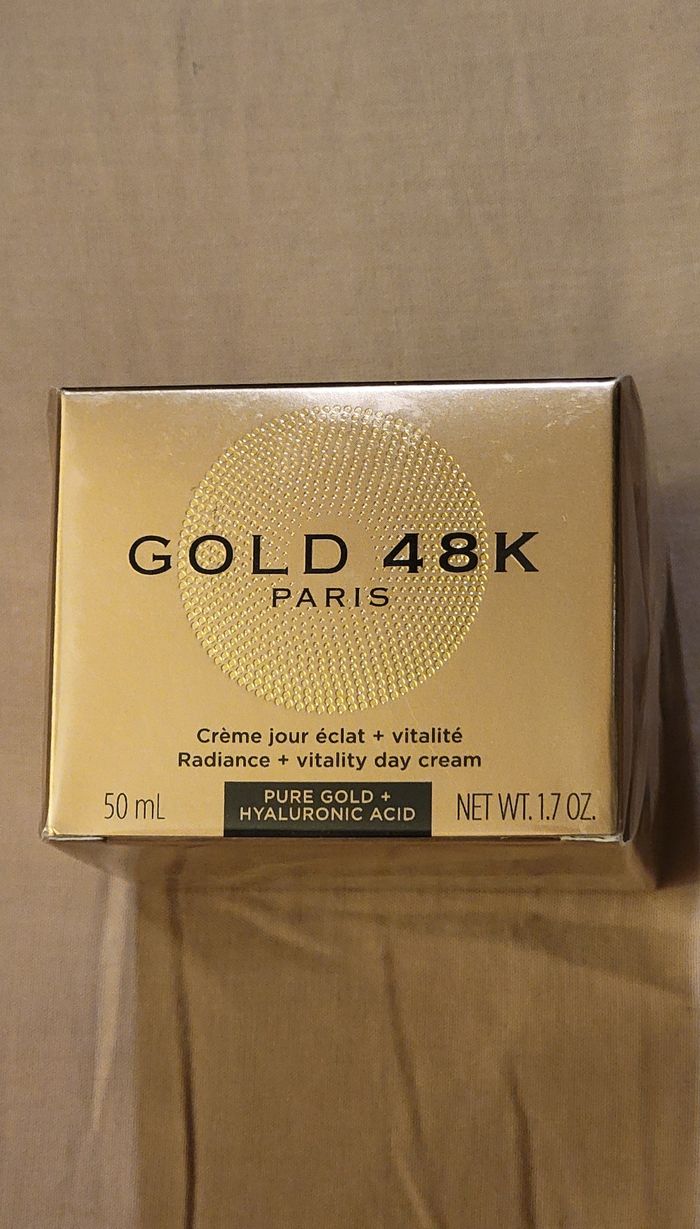 GOLD 48K
PARIS
Crème jour éclat + vitalité
Radiance + vitality day cream
50 mL
PURE GOLD +
HYALURONIC ACID
NET WT. 1.7 OZ.